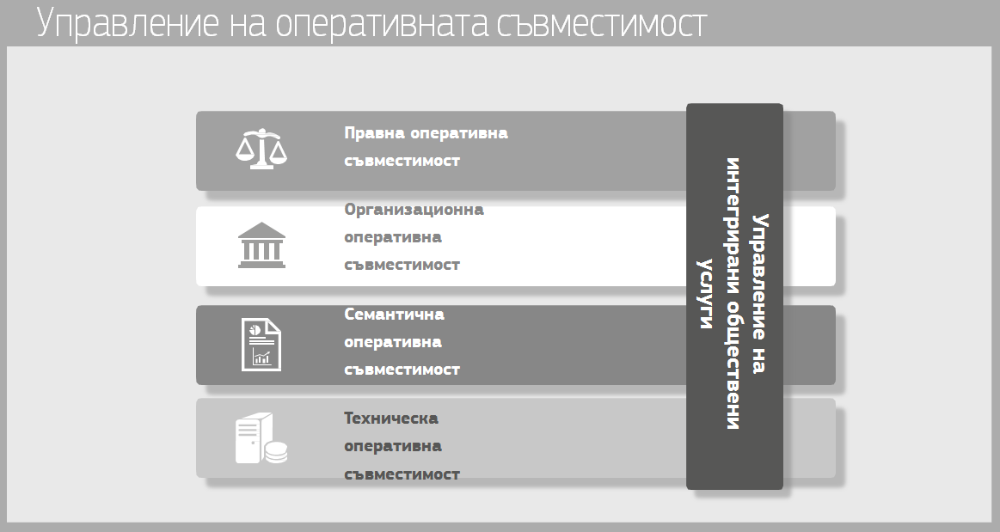 Управление на оперативната съвместимост
Правна оперативна
съвместимост
Организационна
оперативна
съвместимост
Семантична
оперативна
съвместимост
Техническа
оперативна
съвместимост
Управление на
интегрирани обществени
услуги